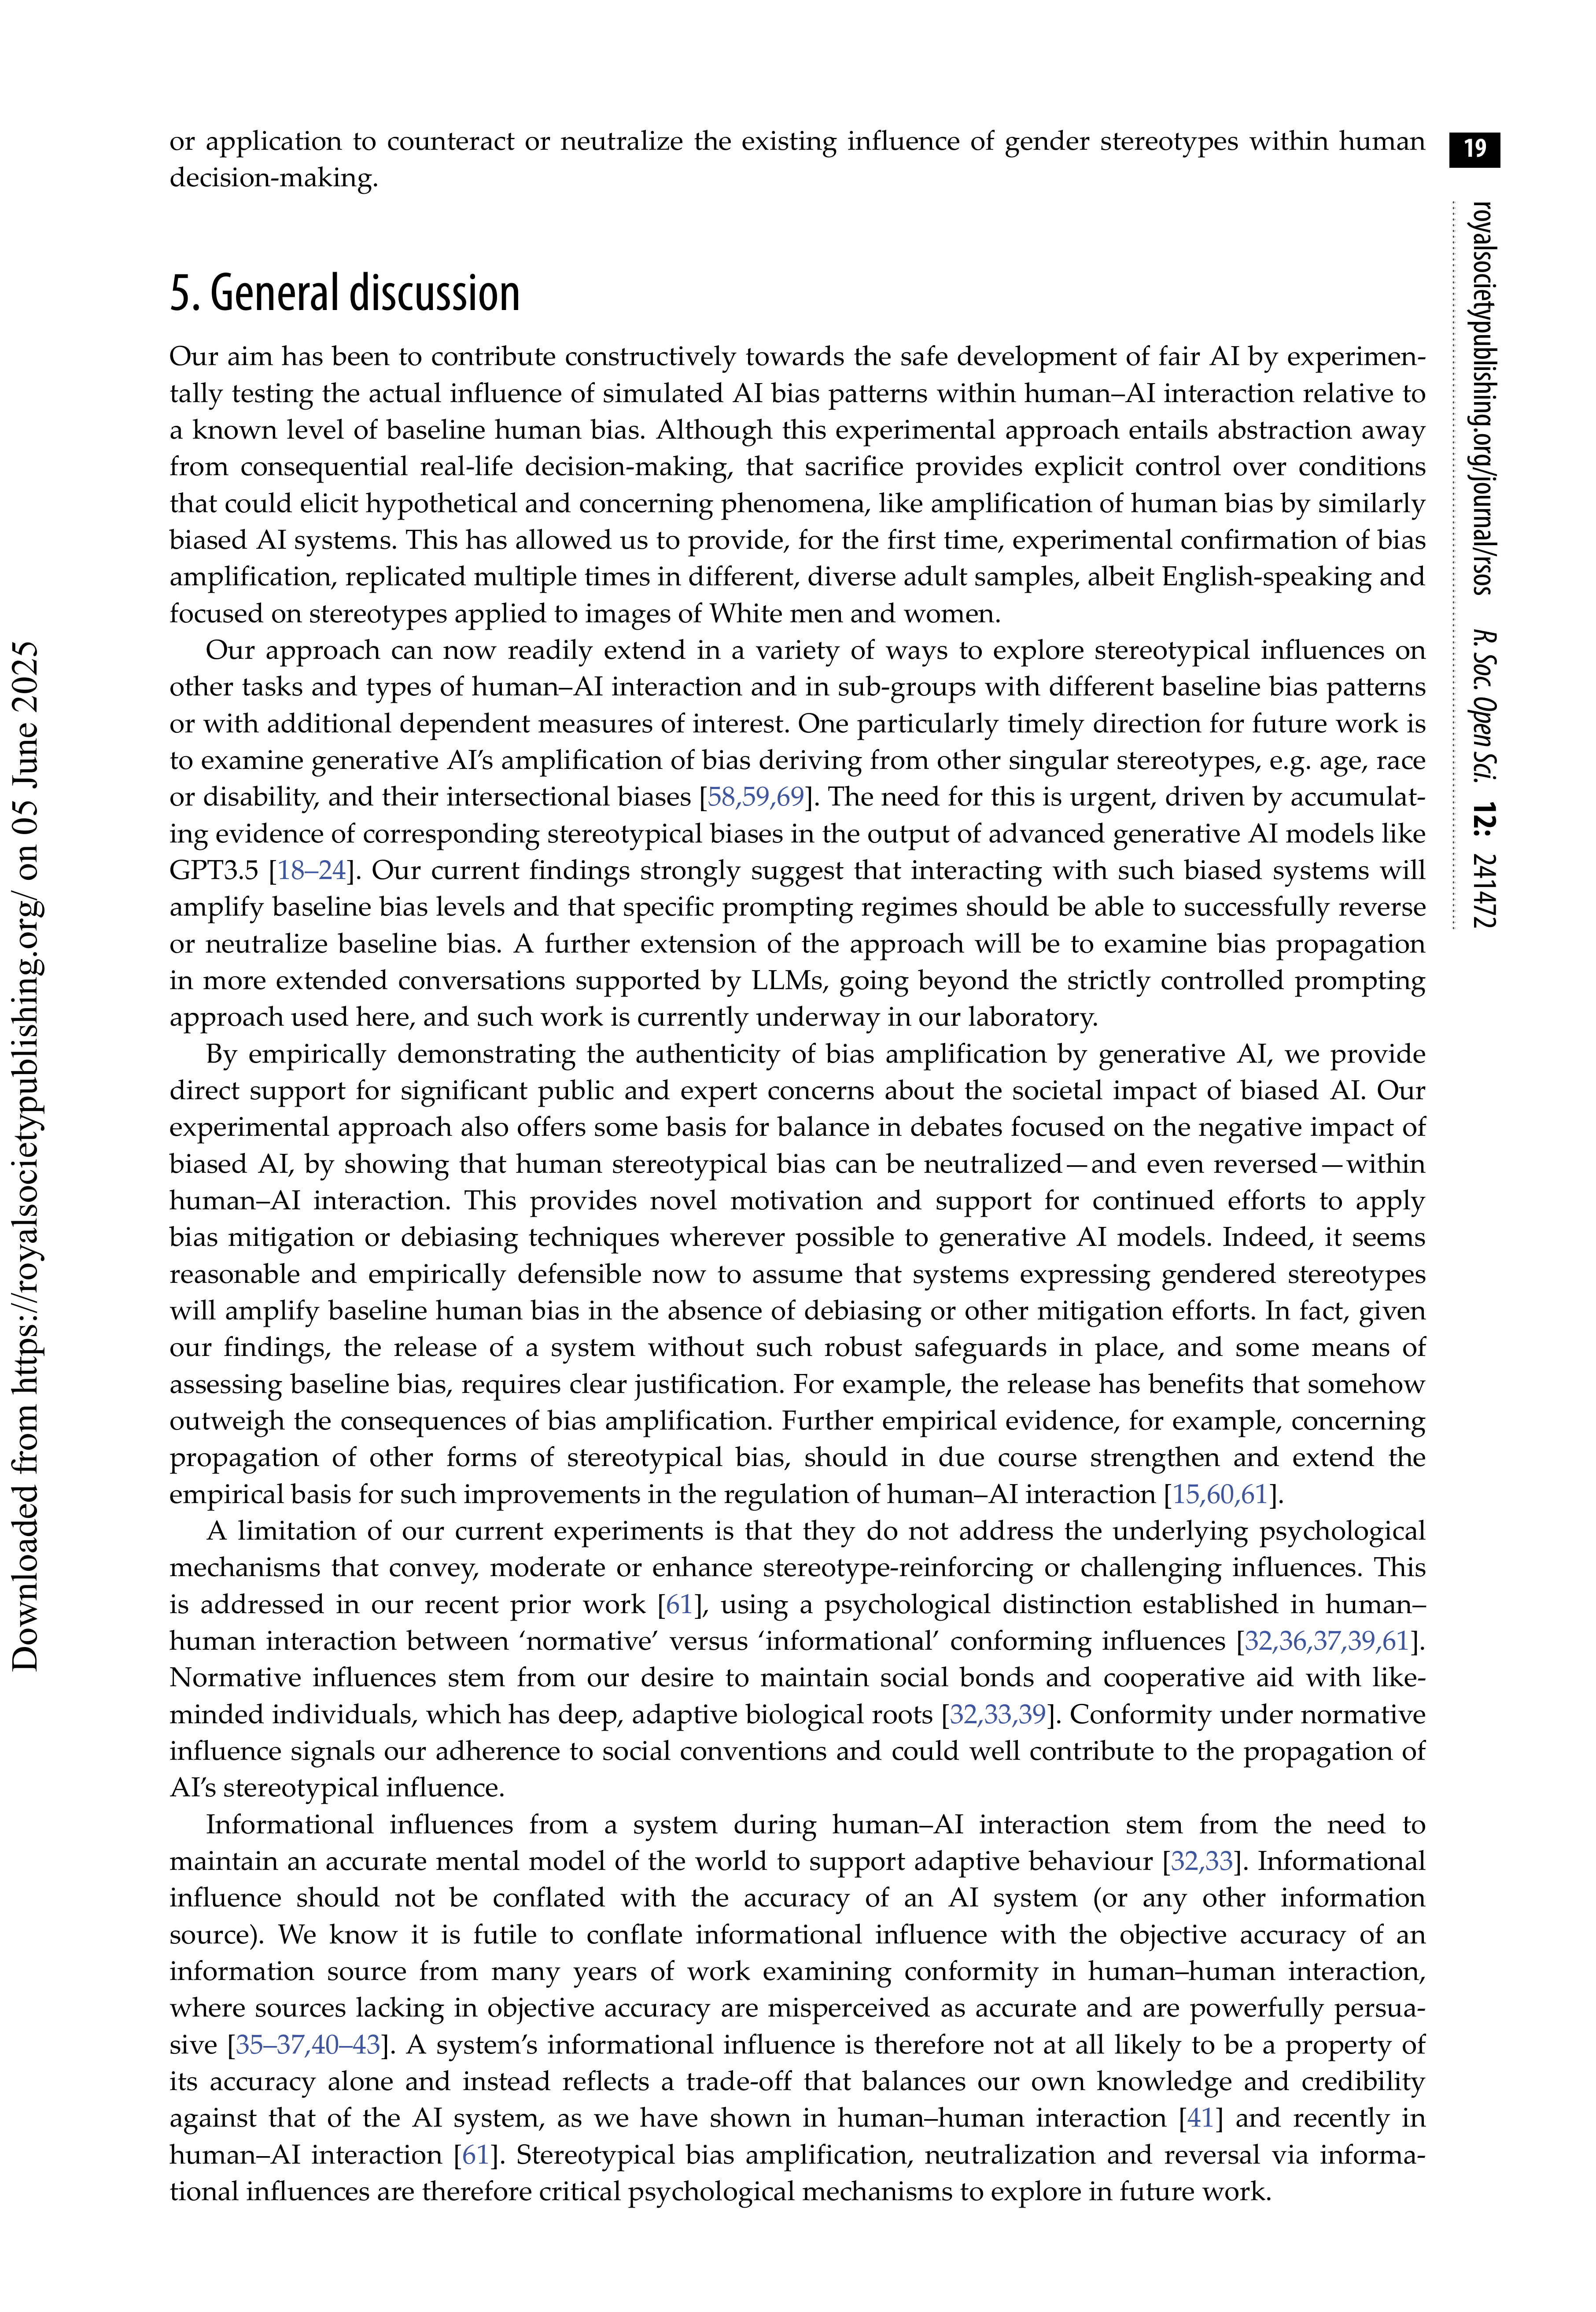 or application to counteract or neutralize the existing influence of gender stereotypes within human
decision-making.
5. General discussion
Our aim has been to contribute constructively towards the safe development of fair AI by experimen-
tally testing the actual influence of simulated AI bias patterns within human–AI interaction relative to
a known level of baseline human bias. Although this experimental approach entails abstraction away
from consequential real-life decision-making, that sacrifice provides explicit control over conditions
that could elicit hypothetical and concerning phenomena, like amplification of human bias by similarly
biased AI systems. This has allowed us to provide, for the first time, experimental confirmation of bias
amplification, replicated multiple times in different, diverse adult samples, albeit English-speaking and
focused on stereotypes applied to images of White men and women.
Our approach can now readily extend in a variety of ways to explore stereotypical influences on
other tasks and types of human–AI interaction and in sub-groups with different baseline bias patterns
or with additional dependent measures of interest. One particularly timely direction for future work is
to examine generative AI’s amplification of bias deriving from other singular stereotypes, e.g. age, race
or disability, and their intersectional biases [58,59,69]. The need for this is urgent, driven by accumulat-
ing evidence of corresponding stereotypical biases in the output of advanced generative AI models like
GPT3.5 [18–24]. Our current findings strongly suggest that interacting with such biased systems will
amplify baseline bias levels and that specific prompting regimes should be able to successfully reverse
or neutralize baseline bias. A further extension of the approach will be to examine bias propagation
in more extended conversations supported by LLMs, going beyond the strictly controlled prompting
approach used here, and such work is currently underway in our laboratory.
By empirically demonstrating the authenticity of bias amplification by generative AI, we provide
direct support for significant public and expert concerns about the societal impact of biased AI. Our
experimental approach also offers some basis for balance in debates focused on the negative impact of
biased AI, by showing that human stereotypical bias can be neutralized—and even reversed—within
human–AI interaction. This provides novel motivation and support for continued efforts to apply
bias mitigation or debiasing techniques wherever possible to generative AI models. Indeed, it seems
reasonable and empirically defensible now to assume that systems expressing gendered stereotypes
will amplify baseline human bias in the absence of debiasing or other mitigation efforts. In fact, given
our findings, the release of a system without such robust safeguards in place, and some means of
assessing baseline bias, requires clear justification. For example, the release has benefits that somehow
outweigh the consequences of bias amplification. Further empirical evidence, for example, concerning
propagation of other forms of stereotypical bias, should in due course strengthen and extend the
empirical basis for such improvements in the regulation of human–AI interaction [15,60,61].
A limitation of our current experiments is that they do not address the underlying psychological
mechanisms that convey, moderate or enhance stereotype-reinforcing or challenging influences. This
is addressed in our recent prior work [61], using a psychological distinction established in human–
human interaction between ‘normative’ versus ‘informational’ conforming influences [32,36,37,39,61].
Normative influences stem from our desire to maintain social bonds and cooperative aid with like-
minded individuals, which has deep, adaptive biological roots [32,33,39]. Conformity under normative
influence signals our adherence to social conventions and could well contribute to the propagation of
AI’s stereotypical influence.
Informational influences from a system during human–AI interaction stem from the need to
maintain an accurate mental model of the world to support adaptive behaviour [32,33]. Informational
influence should not be conflated with the accuracy of an AI system (or any other information
source). We know it is futile to conflate informational influence with the objective accuracy of an
information source from many years of work examining conformity in human–human interaction,
where sources lacking in objective accuracy are misperceived as accurate and are powerfully persua-
sive [35–37,40–43]. A system’s informational influence is therefore not at all likely to be a property of
its accuracy alone and instead reflects a trade-off that balances our own knowledge and credibility
against that of the AI system, as we have shown in human–human interaction [41] and recently in
human–AI interaction [61]. Stereotypical bias amplification, neutralization and reversal via informa-
tional influences are therefore critical psychological mechanisms to explore in future work.
19
royalsocietypublishing.org/journal/rsos R. Soc. Open Sci. 12: 241472
Downloaded from https://royalsocietypublishing.org/ on 05 June 2025